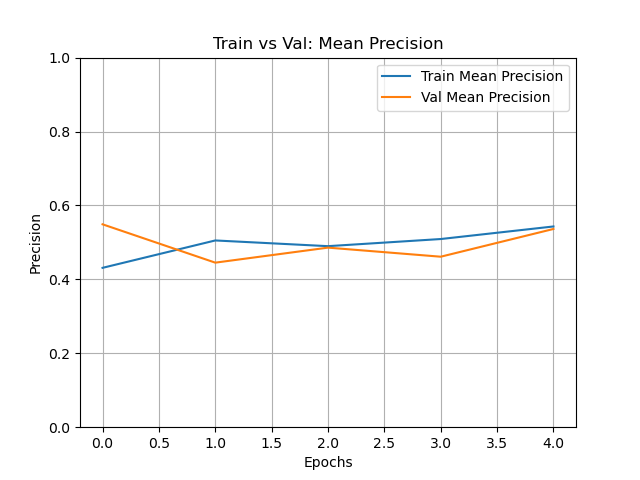 Train vs Val: Mean Precision
Train Mean Precision
Val Mean Precision
1.0
0.8
0.6
0.4
0.2
0.0
Precision
0.0 0.5 1.0 1.5 2.0 2.5 3.0 3.5 4.0
Epochs